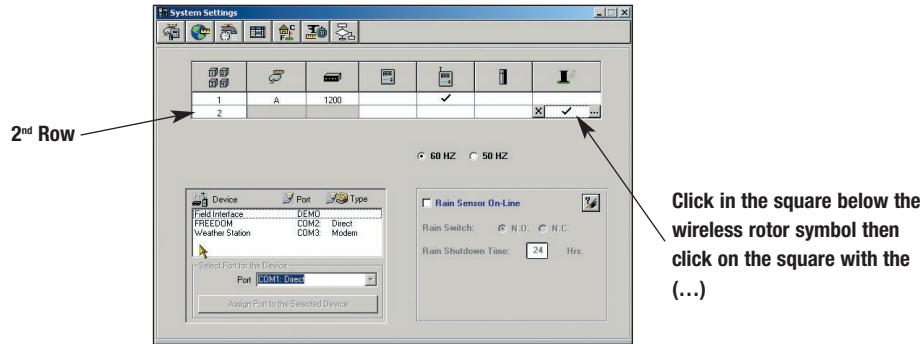 System Settings
1 A 1200
2
2nd Row
60 HZ 50 HZ
Device Port Type
Field Interface DEMO
FREEDOM COM2: Direct
Weather Station COM3: Modem
Select Port for the Device
Port COM1: Direct
Assign Port to the Selected Device
Rain Sensor On-Line
Rain Switch: N.O. N.C.
Rain Shutdown Time: 24 Hrs.
Click in the square below the
wireless rotor symbol then
click on the square with the
(...)